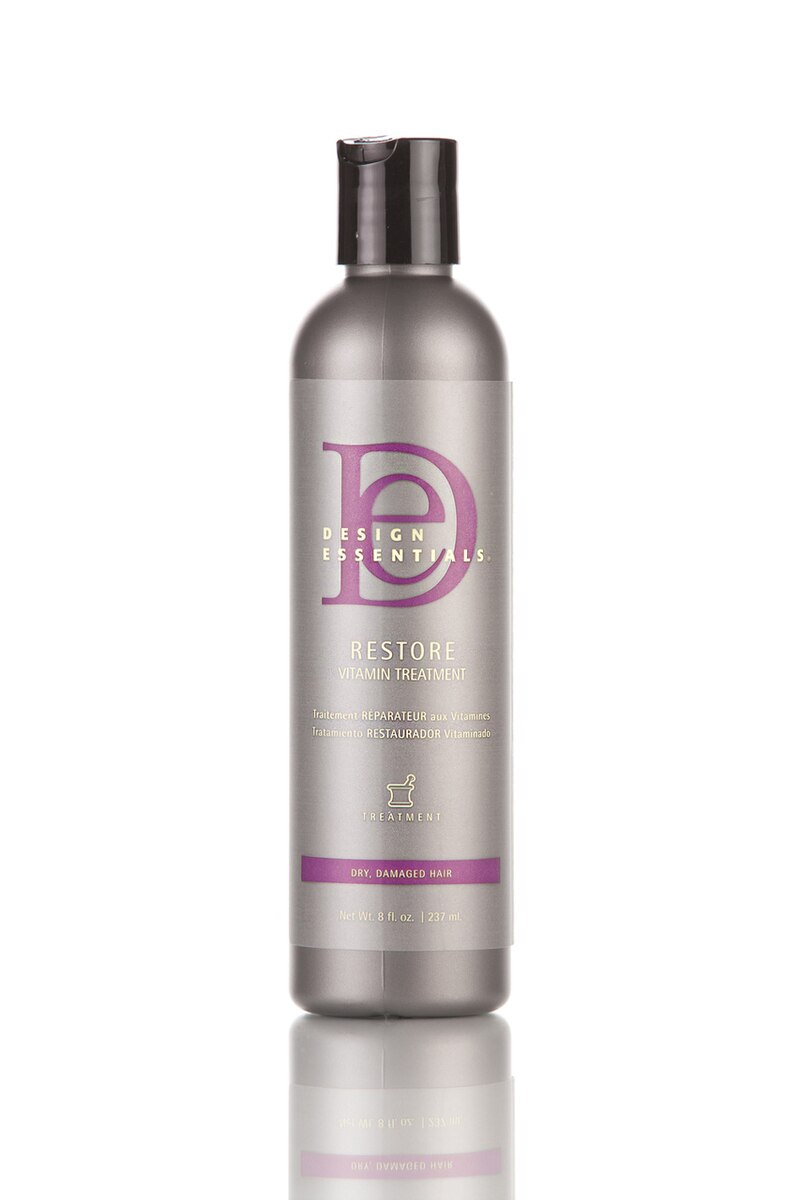 De
DESIGN
ESSENTIALS®
RESTORE
VITAMIN TREATMENT
Traitement RÉPARATEUR aux Vitamines
Tratamiento RESTAURADOR Vitaminado
TREATMENT
DRY, DAMAGED HAIR
Net Wt. 8 fl. oz. | 237 ml.